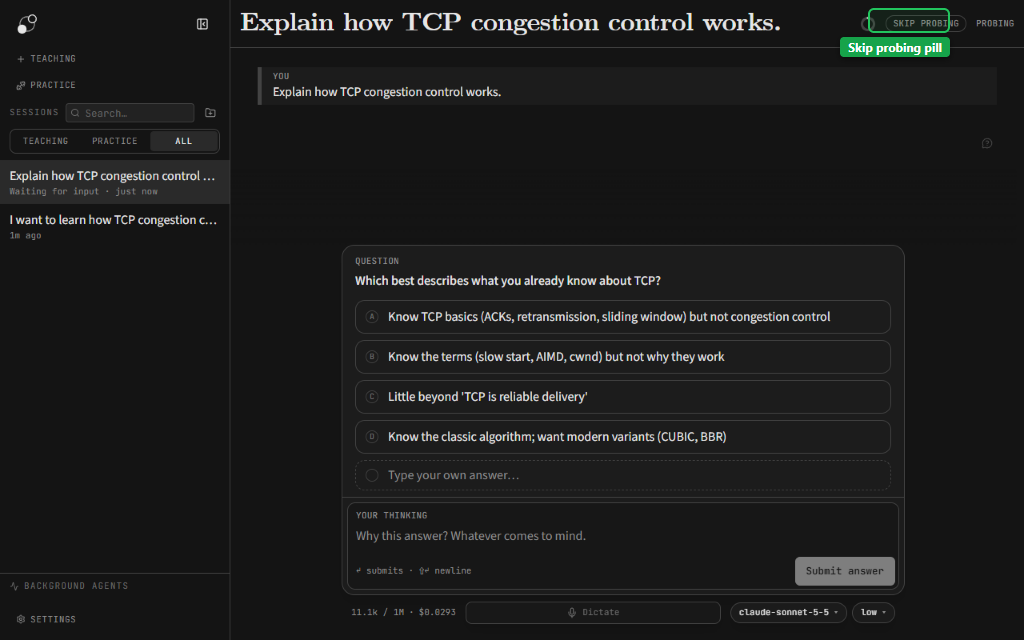 Explain how TCP congestion control works.
SKIP PROBING
PROBING
Skip probing pill
+ TEACHING
PRACTICE
SESSIONS
Search…
TEACHING
PRACTICE
ALL
Explain how TCP congestion control …
Waiting for input · just now
I want to learn how TCP congestion c…
1m ago
BACKGROUND AGENTS
SETTINGS
YOU
Explain how TCP congestion control works.
QUESTION
Which best describes what you already know about TCP?
A Know TCP basics (ACKs, retransmission, sliding window) but not congestion control
B Know the terms (slow start, AIMD, cwnd) but not why they work
C Little beyond 'TCP is reliable delivery'
D Know the classic algorithm; want modern variants (CUBIC, BBR)
Type your own answer…
YOUR THINKING
Why this answer? Whatever comes to mind.
↵ submits · ⇧↵ newline
Submit answer
11.1k / 1M · $0.0293
Dictate
claude-sonnet-5-5
low